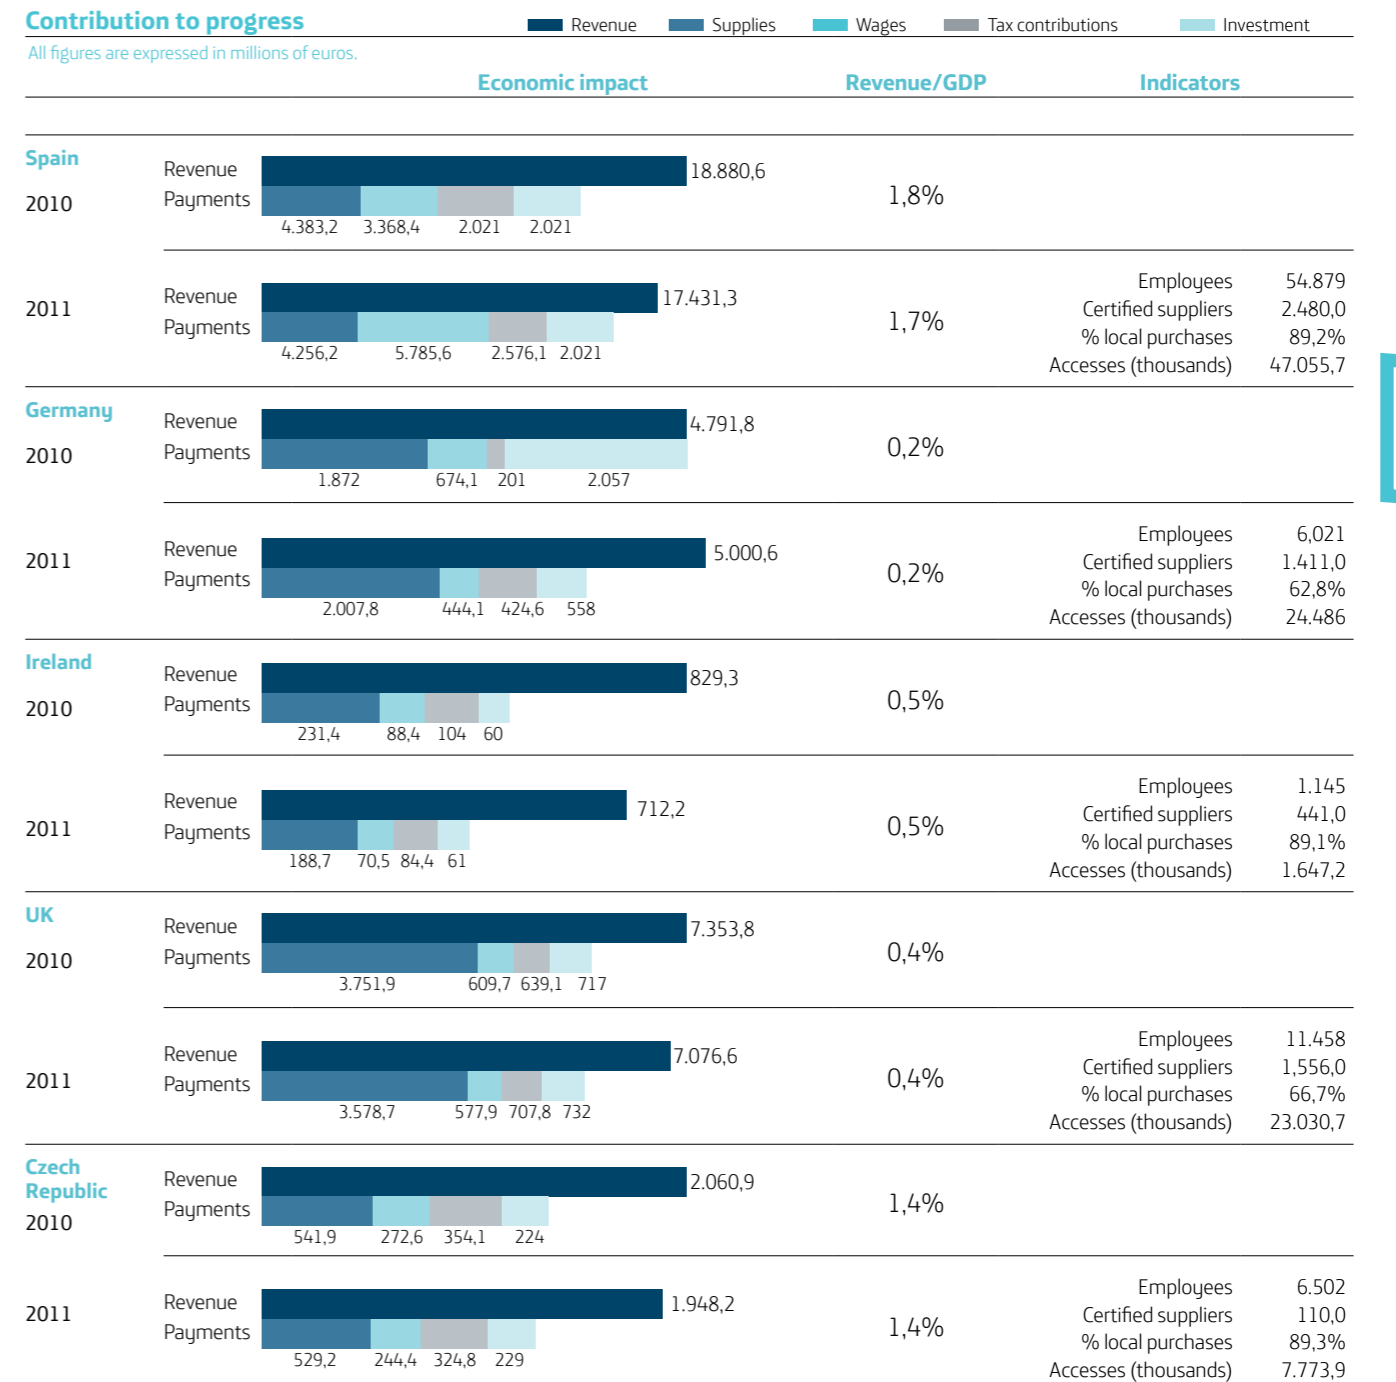 Contribution to progress
Revenue Supplies Wages Tax contributions Investment
All figures are expressed in millions of euros.
Economic impact Revenue/GDP Indicators
Spain
2010
Revenue 18.880,6
Payments
4.383,2 3.368,4 2.021 2.021
1,8%
2011
Revenue 17.431,3
Payments
4.256,2 5.785,6 2.576,1 2.021
1,7%
Employees 54.879
Certified suppliers 2.480,0
% local purchases 89,2%
Accesses (thousands) 47.055,7
Germany
2010
Revenue 4.791,8
Payments
1.872 674,1 201 2.057
0,2%
2011
Revenue 5.000,6
Payments
2.007,8 444,1 424,6 558
0,2%
Employees 6,021
Certified suppliers 1.411,0
% local purchases 62,8%
Accesses (thousands) 24.486
Ireland
2010
Revenue 829,3
Payments
231,4 88,4 104 60
0,5%
2011
Revenue 712,2
Payments
188,7 70,5 84,4 61
0,5%
Employees 1.145
Certified suppliers 441,0
% local purchases 89,1%
Accesses (thousands) 1.647,2
UK
2010
Revenue 7.353,8
Payments
3.751,9 609,7 639,1 717
0,4%
2011
Revenue 7.076,6
Payments
3.578,7 577,9 707,8 732
0,4%
Employees 11.458
Certified suppliers 1,556,0
% local purchases 66,7%
Accesses (thousands) 23.030,7
Czech
Republic
2010
Revenue 2.060,9
Payments
541,9 272,6 354,1 224
1,4%
2011
Revenue 1.948,2
Payments
529,2 244,4 324,8 229
1,4%
Employees 6.502
Certified suppliers 110,0
% local purchases 89,3%
Accesses (thousands) 7.773,9